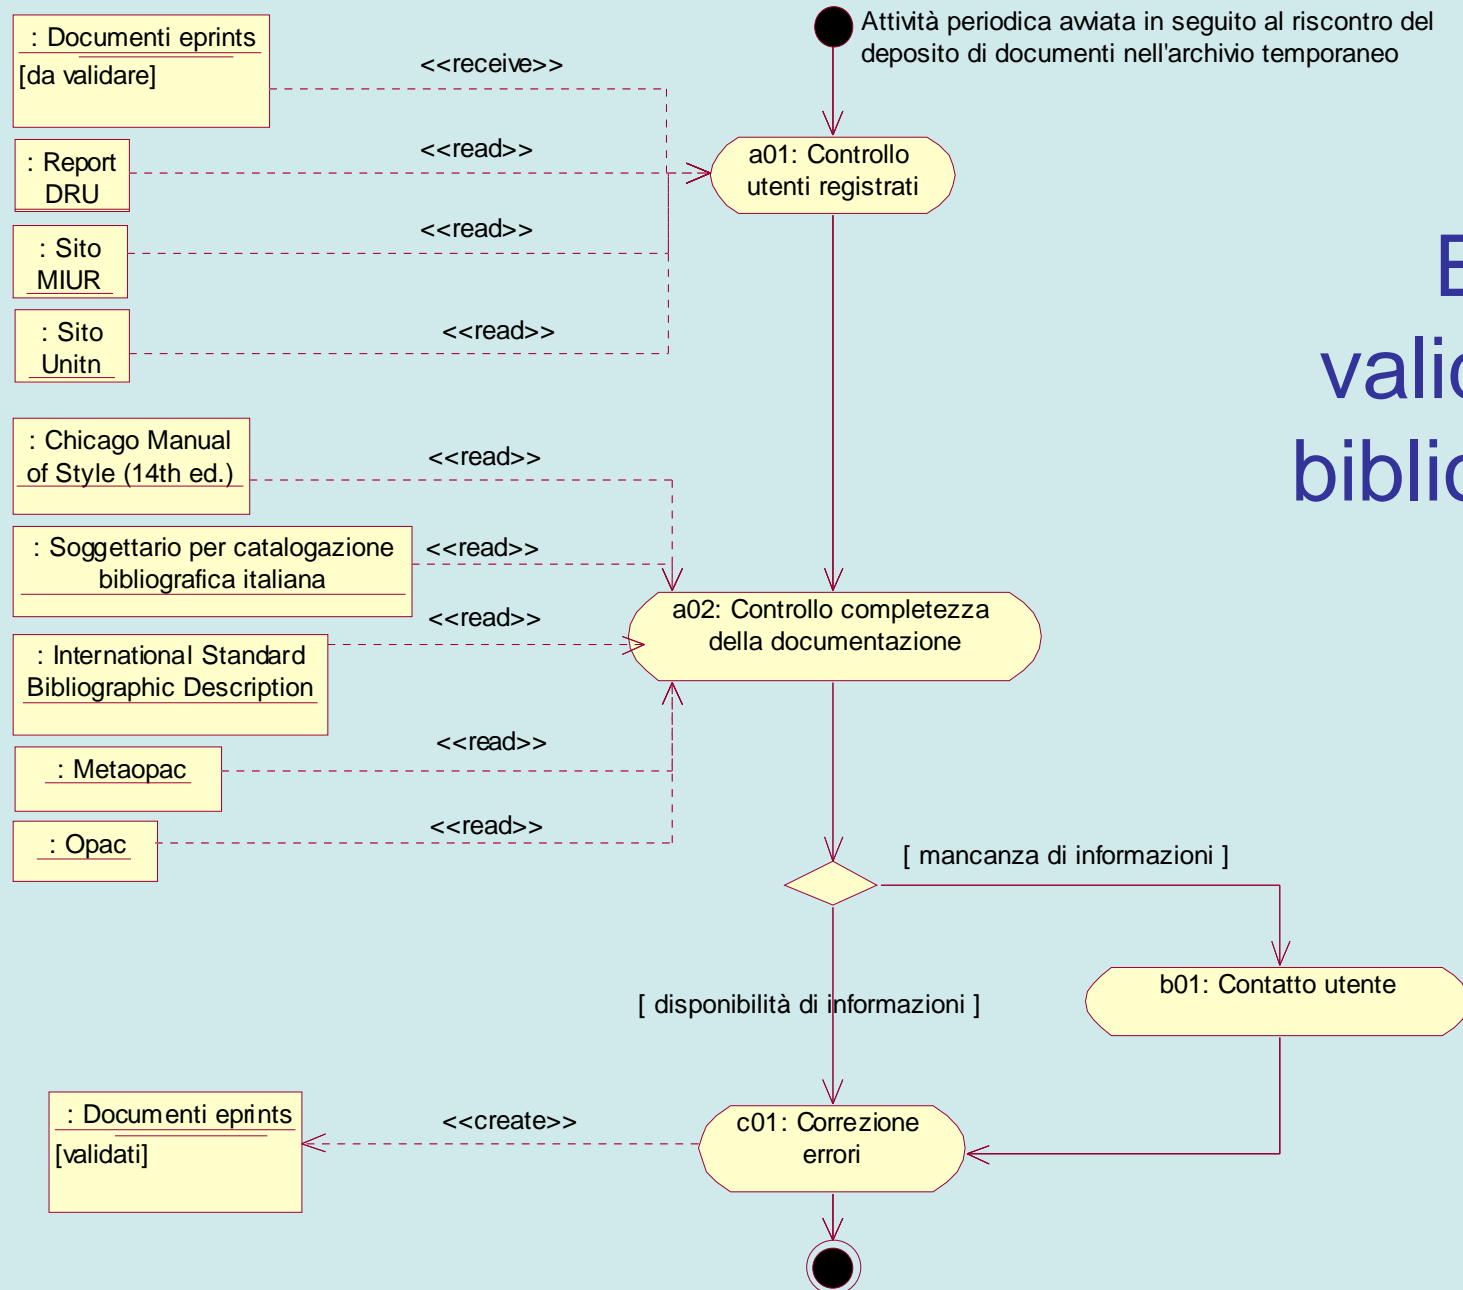 Attività periodica avviata in seguito al riscontro del
deposito di documenti nell'archivio temporaneo
: Documenti eprints
[da validare]
<<receive>>
: Report
DRU
<<read>>
a01: Controllo
utenti registrati
: Sito
MIUR
<<read>>
: Sito
Unitn
<<read>>
: Chicago Manual
of Style (14th ed.)
<<read>>
: Soggettario per catalogazione
bibliografica italiana
<<read>>
a02: Controllo completezza
della documentazione
: International Standard
Bibliographic Description
<<read>>
: Metaopac
<<read>>
: Opac
<<read>>
[ mancanza di informazioni ]
b01: Contatto utente
[ disponibilità di informazioni ]
: Documenti eprints
[validati]
<<create>>
c01: Correzione
errori